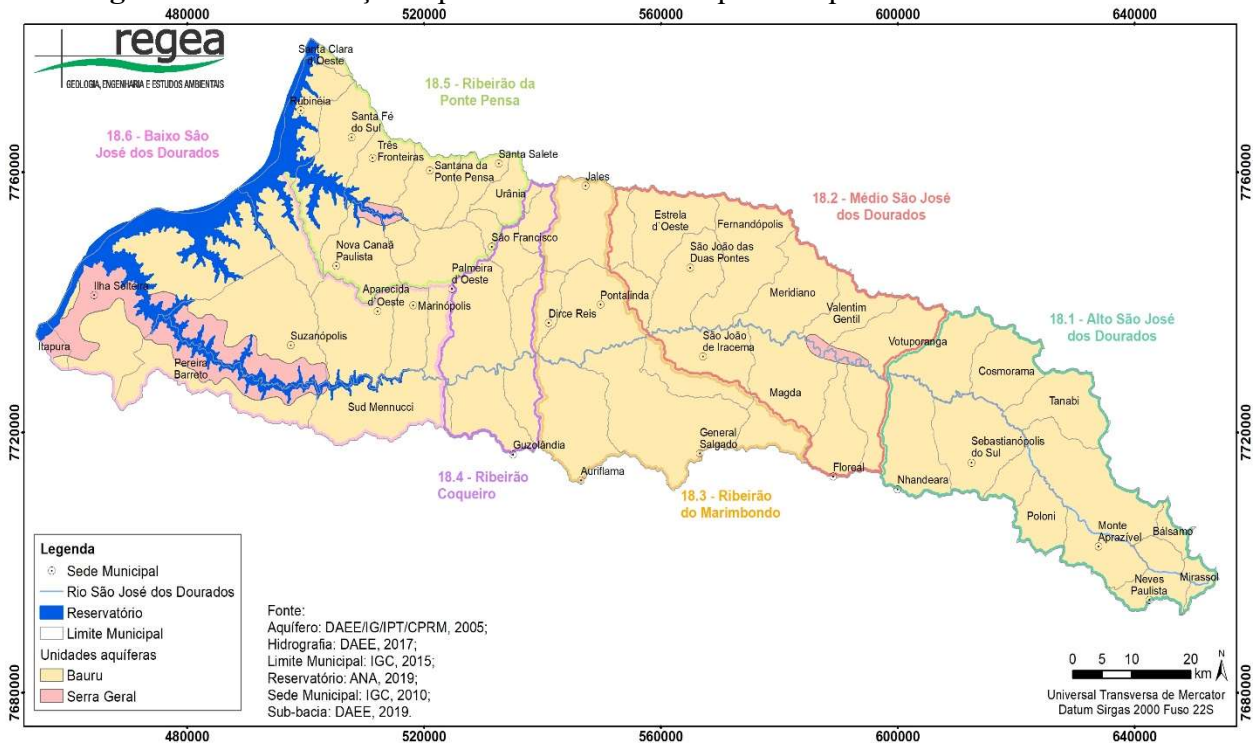 480000 520000 560000 600000 640000
regea
GEOLOGIA, ENGENHARIA E ESTUDOS AMBIENTAIS
7760000
7720000
7680000
18.6 - Baixo São
José dos Dourados
18.5 - Ribeirão da
Ponte Pensa
18.2 - Médio São José
dos Dourados
18.1 - Alto São José
dos Dourados
18.4 - Ribeirão
Coqueiro
18.3 - Ribeirão
do Marimbondo
Santa Clara
d'Oeste
Rubinéia
Santa Fé
do Sul
Três
Fronteiras
Santana da
Ponte Pensa
Santa Salete
Urânia
Jales
São Francisco
Nova Canaã
Paulista
Palmeira
d'Oeste
Aparecida
d'Oeste
Marinópolis
Ilha Solteira
Itapura
Suzanópolis
Pereira
Barreto
Sud Mennucci
Dirce Reis
Pontalinda
Estrela
d'Oeste
Fernandópolis
São João das
Duas Pontes
Meridiano
Valentim
Gentil
São João
de Iracema
Votuporanga
Magda
General
Salgado
Guzolândia
Auriflama
Floreal
Nhandeara
Cosmorama
Tanabi
Sebastianópolis
do Sul
Poloni
Monte
Aprazível
Bálsamo
Neves
Paulista
Mirassol
Legenda
Sede Municipal
Rio São José dos Dourados
Reservatório
Limite Municipal
Unidades aquíferas
Bauru
Serra Geral
Fonte:
Aquífero: DAEE/IG/IPT/CPRM, 2005;
Hidrografia: DAEE, 2017;
Limite Municipal: IGC, 2015;
Reservatório: ANA, 2019;
Sede Municipal: IGC, 2010;
Sub-bacia: DAEE, 2019.
0 5 10 20
km
N
Universal Transversa de Mercator
Datum Sirgas 2000 Fuso 22S
7760000
7720000
7680000
480000 520000 560000 600000 640000